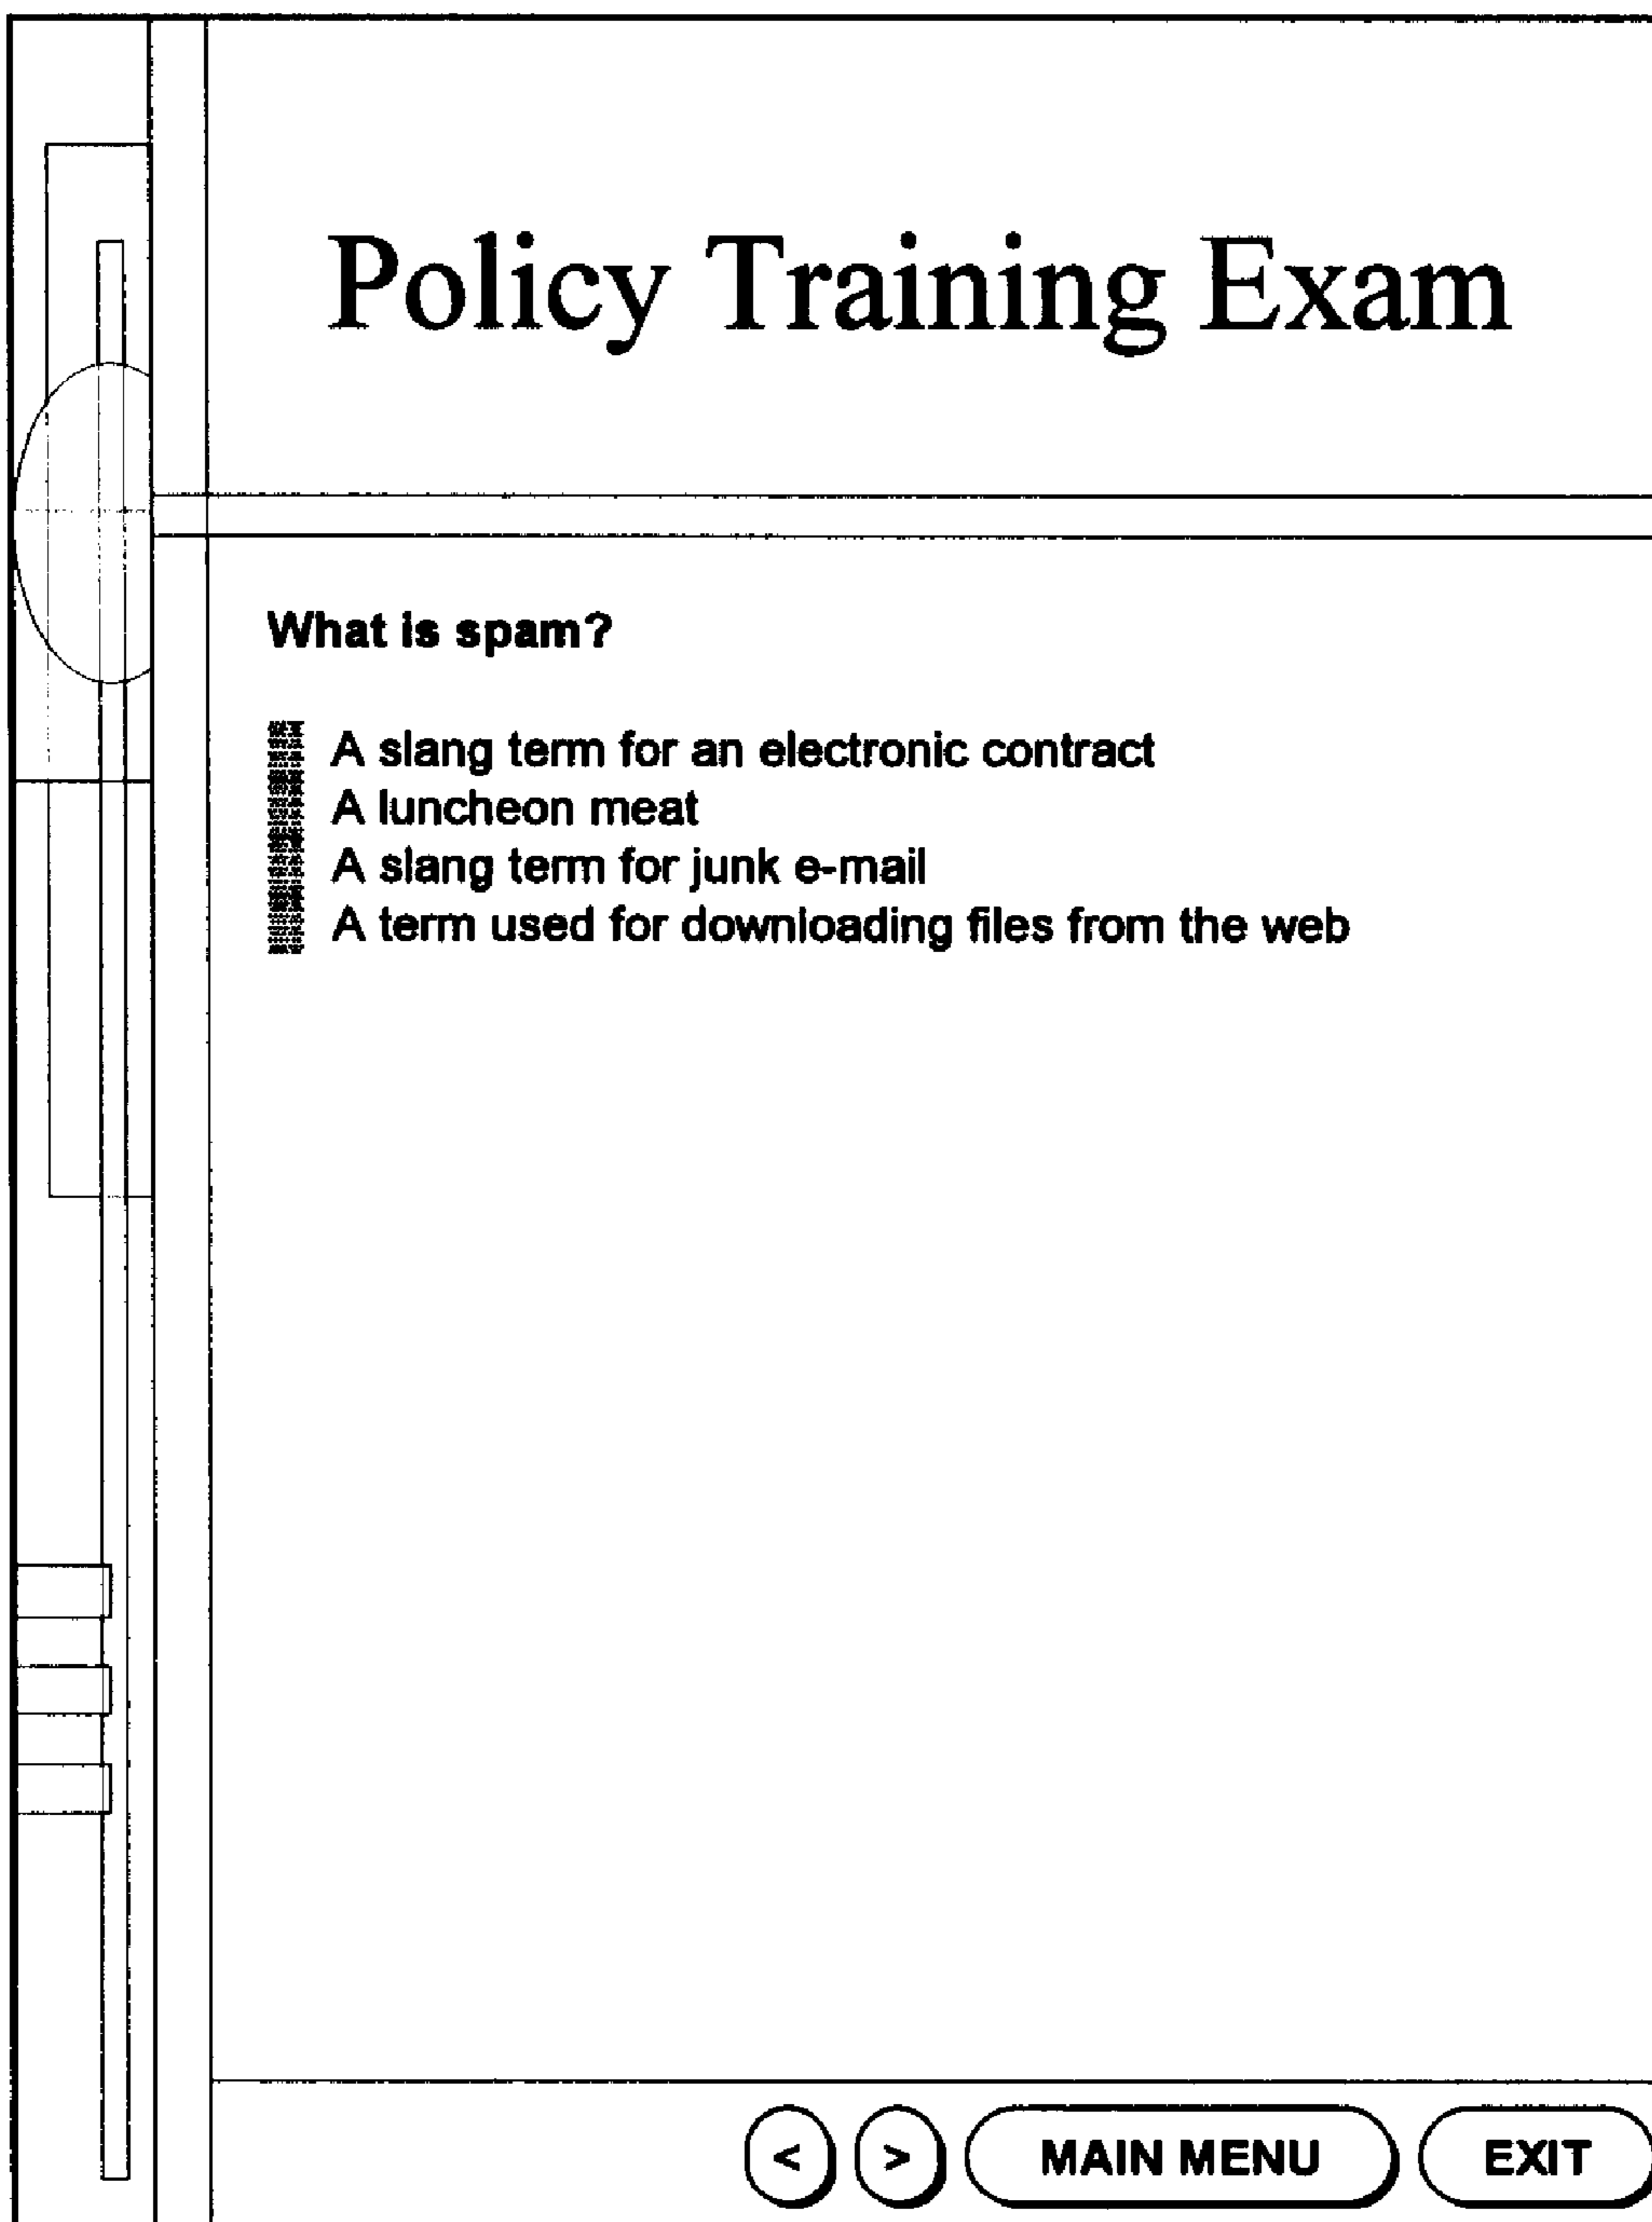 Policy Training Exam
What is spam?
A slang term for an electronic contract
A luncheon meat
A slang term for junk e-mail
A term used for downloading files from the web
< > MAIN MENU EXIT